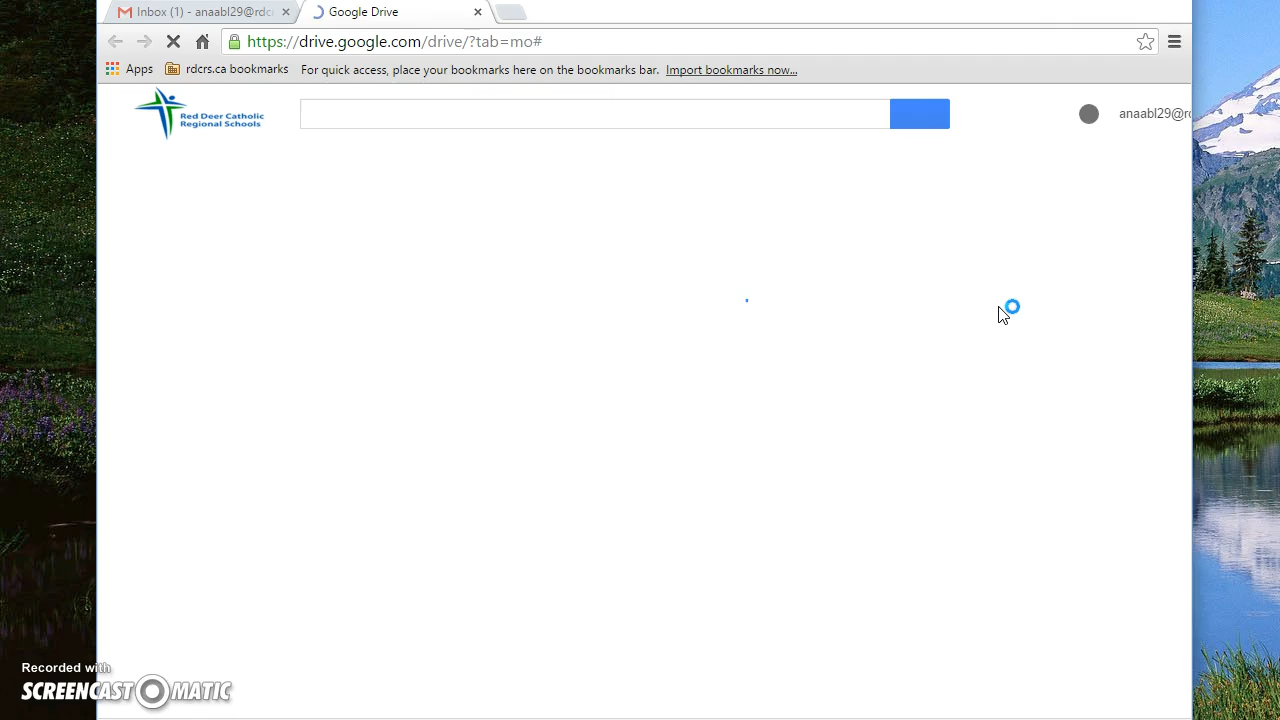 Inbox (1) - anaabl29@rdcr
Google Drive
https://drive.google.com/drive/?tab=mo#
Apps
rdcrs.ca bookmarks
For quick access, place your bookmarks here on the bookmarks bar. Import bookmarks now...
Red Deer Catholic
Regional Schools
anaabl29@rd
Recorded with
SCREENCAST-O-MATIC